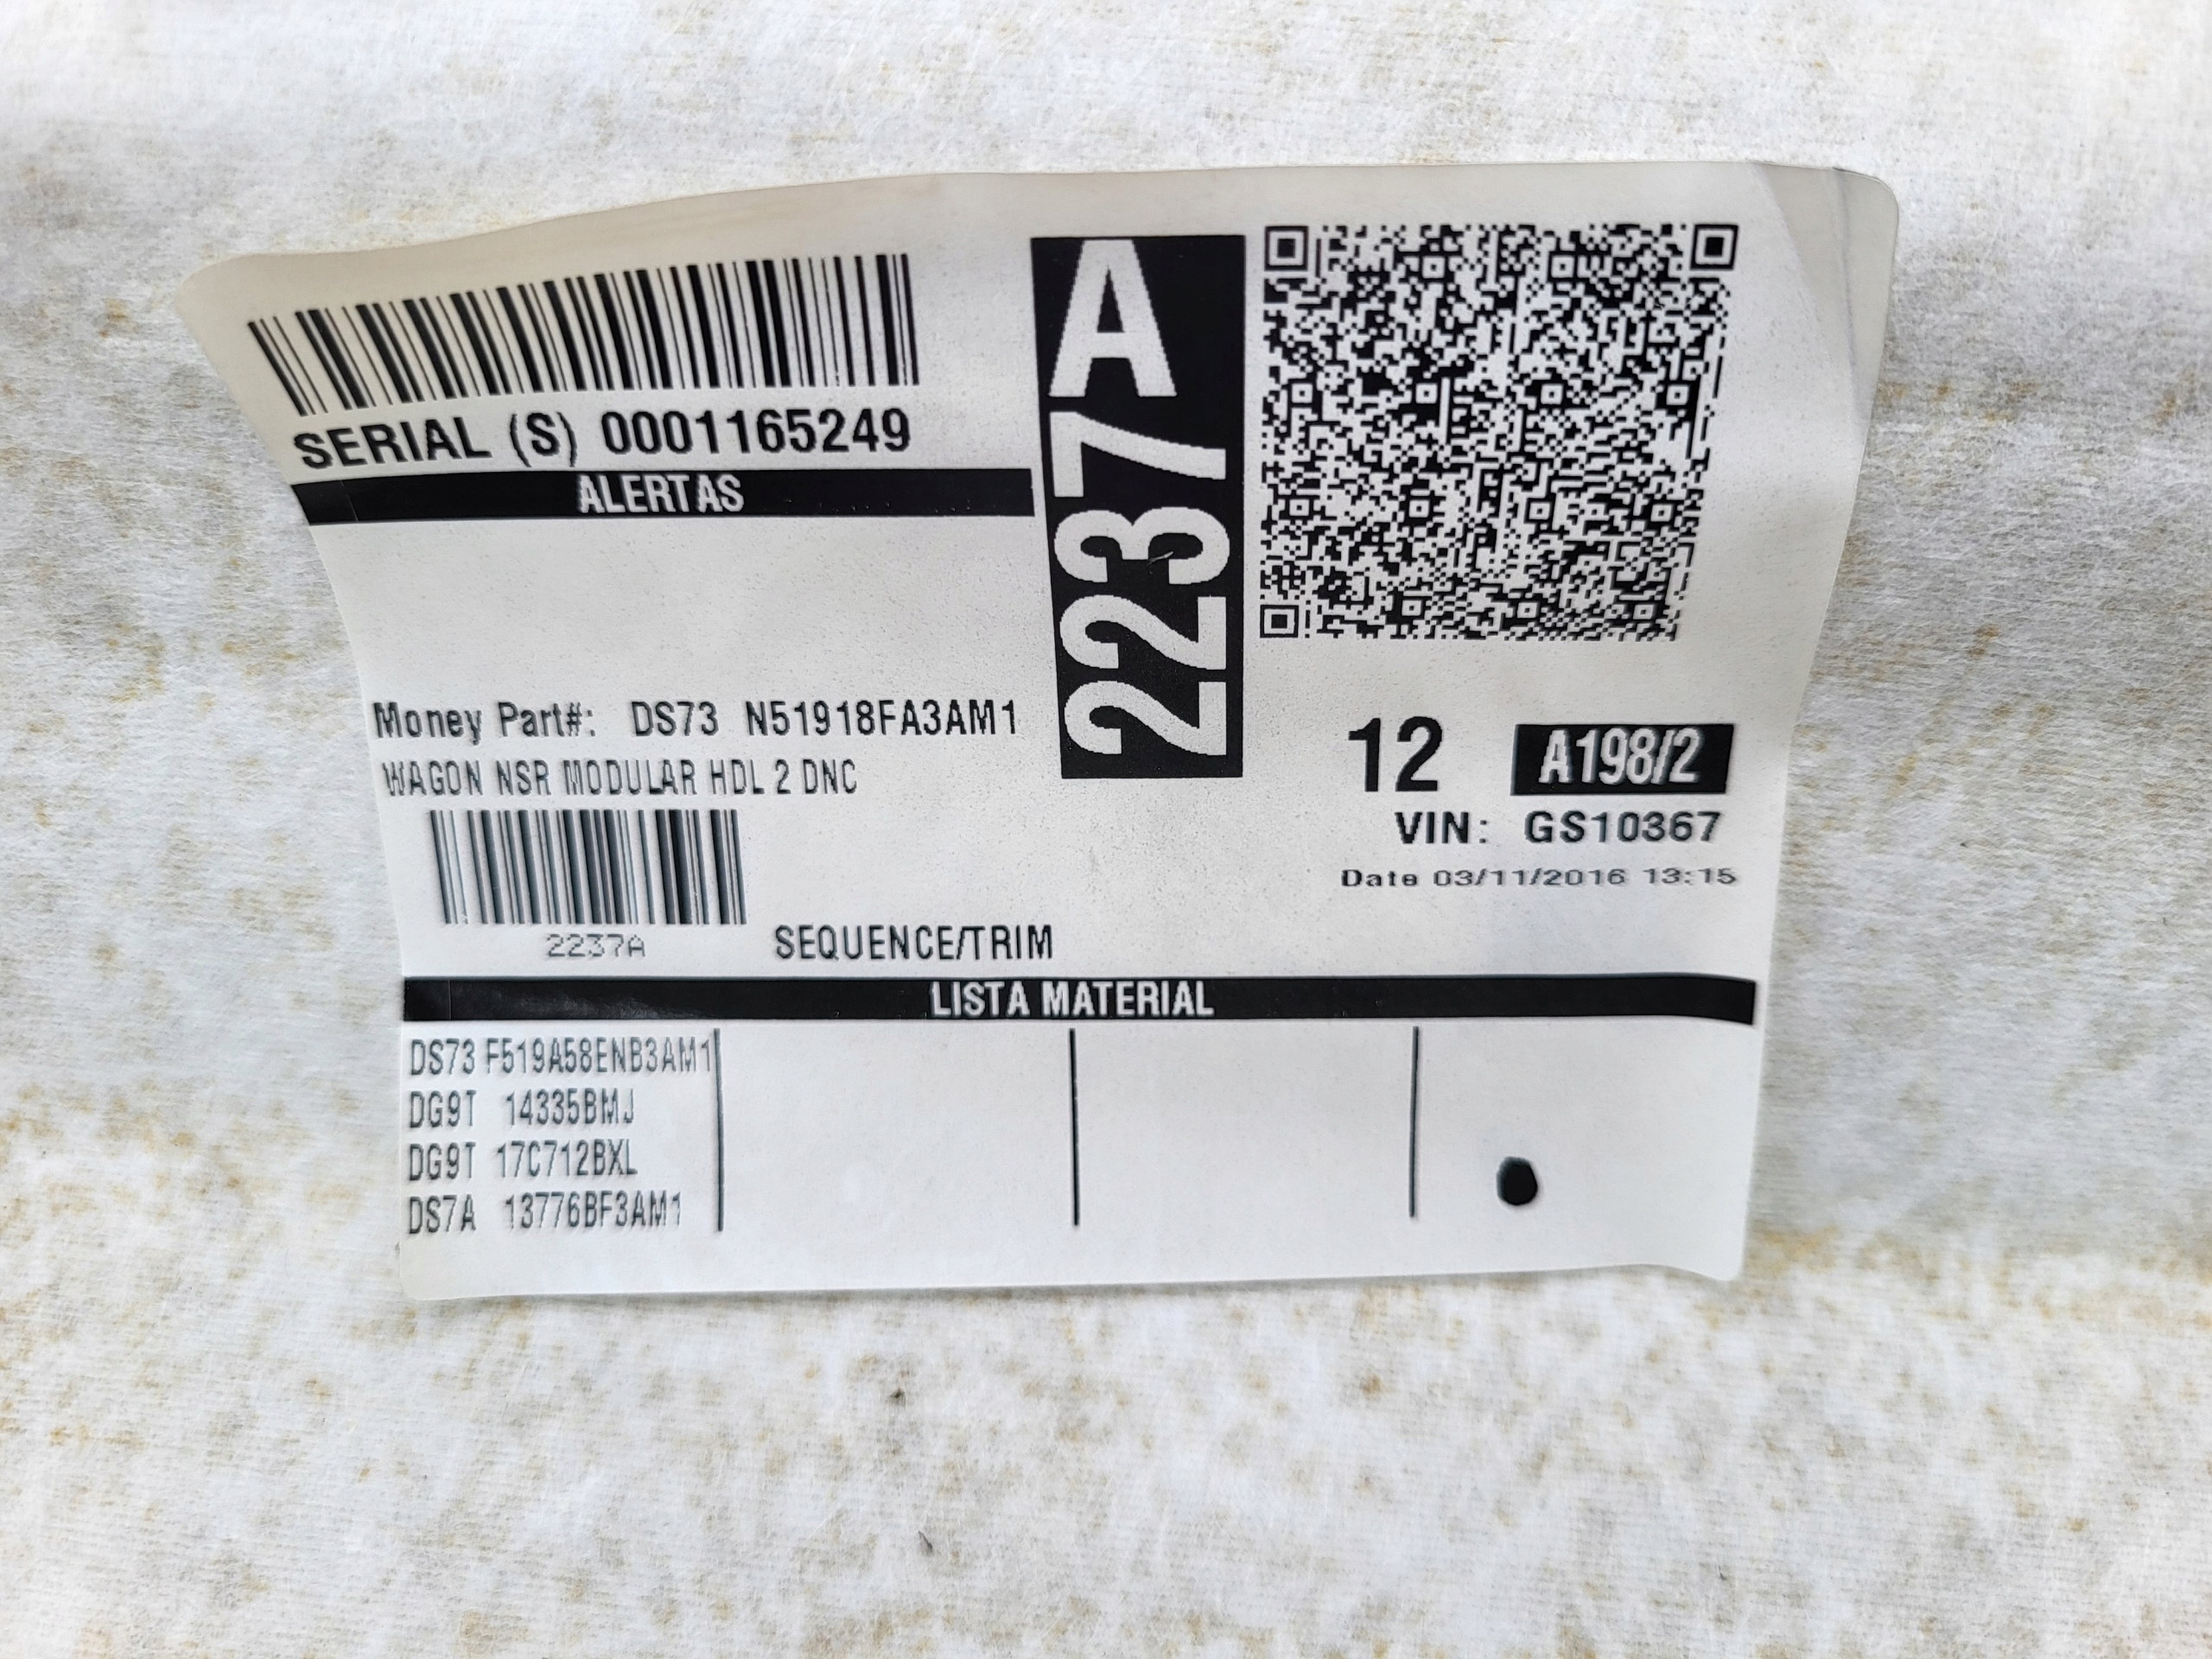 SERIAL (S) 0001165249
ALERTAS
2237A
Money Part#: DS73 N51918FA3AM1
WAGON NSR MODULAR HDL 2 DNC
12 A198/2
VIN: GS10367
Date 03/11/2016 13:15
2237A
SEQUENCE/TRIM
LISTA MATERIAL
DS73 F519A58ENB3AM1
DG9T 14335BMJ
DG9T 17C712BXL
DS7A 13776BF3AM1